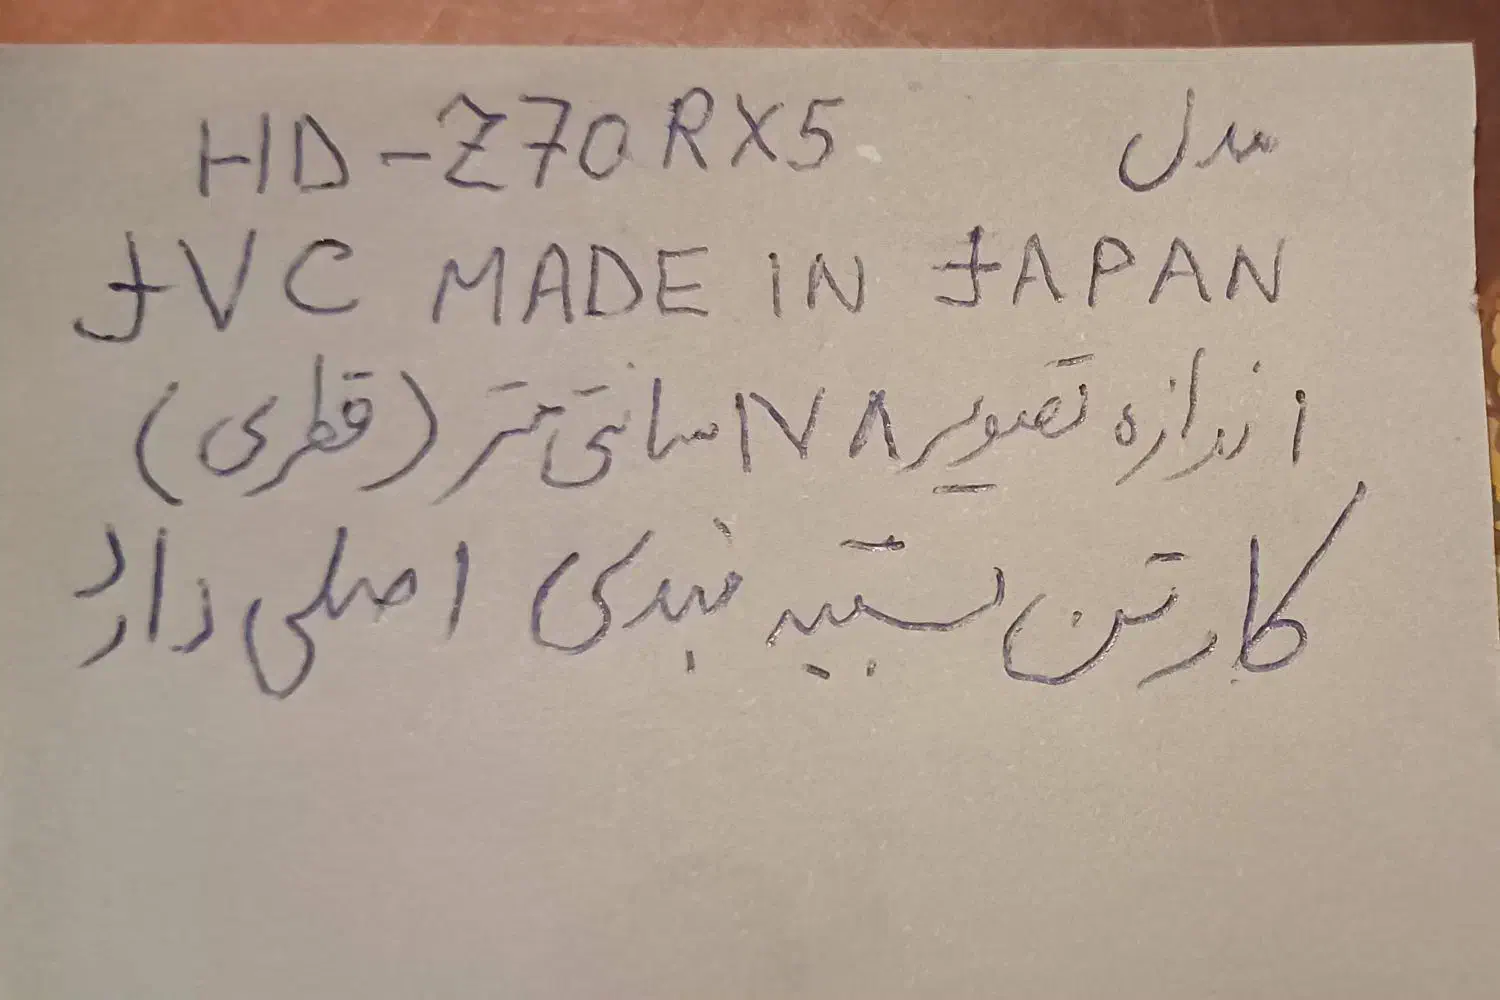 مدل HD-Z70RX5
JVC MADE IN JAPAN
اندازه تصویر ۱۷۸ سانتی متر (قطری)
کارتن بسته بندی اصلی دارد